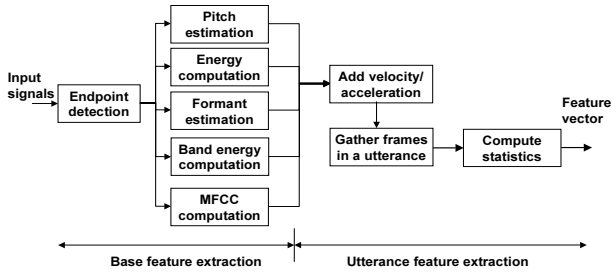 Input
signals
Endpoint
detection
Pitch
estimation
Energy
computation
Formant
estimation
Band energy
computation
MFCC
computation
Add velocity/
acceleration
Gather frames
in a utterance
Compute
statistics
Feature
vector
Base feature extraction
Utterance feature extraction